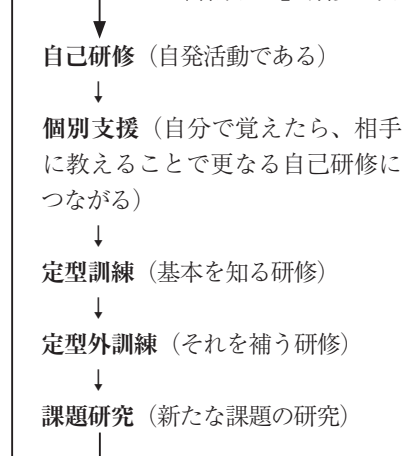 自己研修（自発活動である）
↓
個別支援（自分で覚えたら、相手
に教えることで更なる自己研修に
つながる）
↓
定型訓練（基本を知る研修）
↓
定型外訓練（それを補う研修）
↓
課題研究（新たな課題の研究）